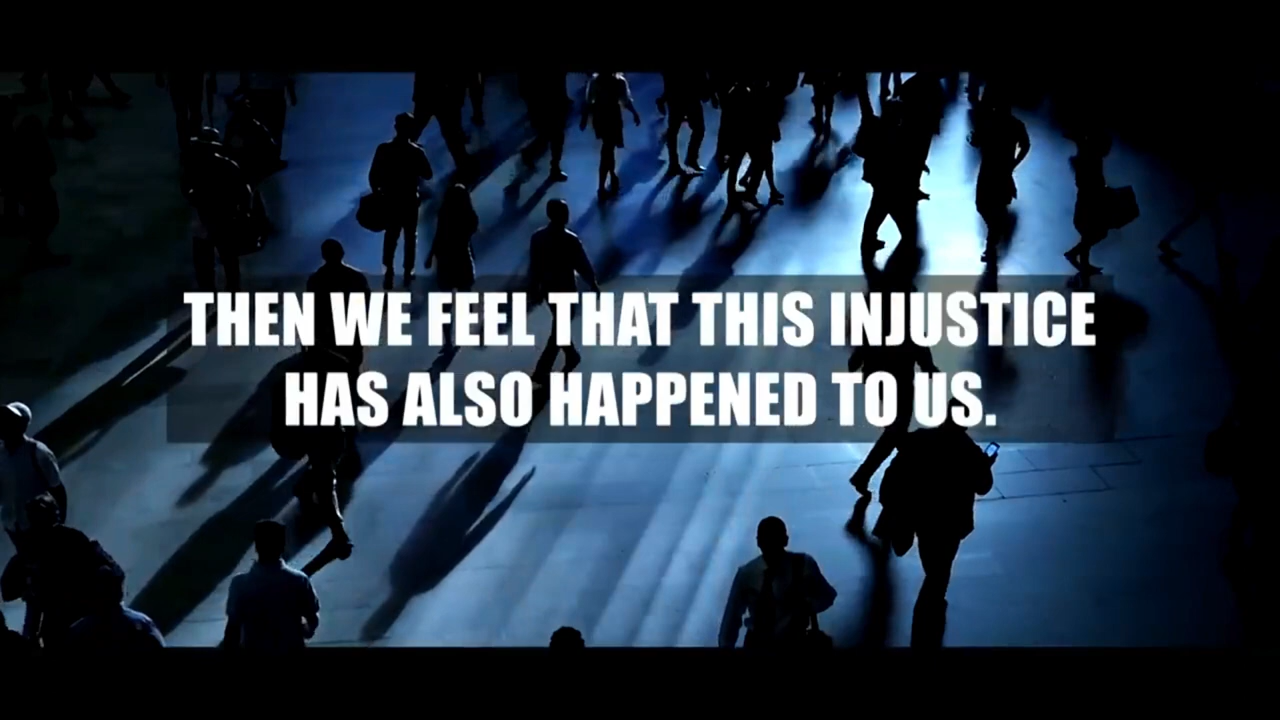 THEN WE FEEL THAT THIS INJUSTICE
HAS ALSO HAPPENED TO US.